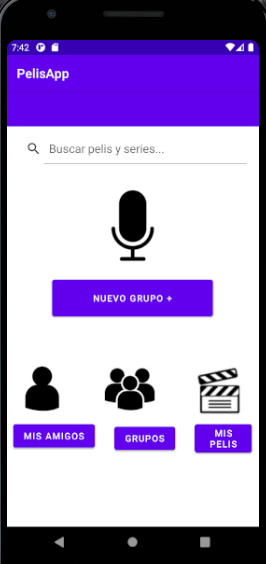 7:42
PelisApp
Buscar pelis y series...
NUEVO GRUPO +
MIS AMIGOS
GRUPOS
MIS
PELIS